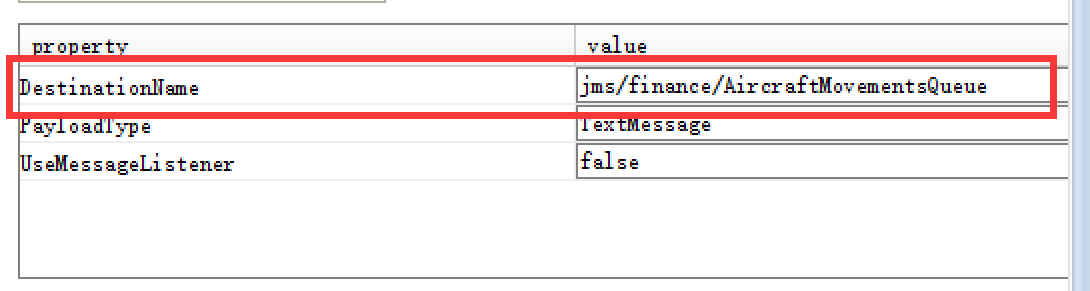 property value
DestinationName jms/finance/AircraftMovementsQueue
PayloadType TextMessage
UseMessageListener false